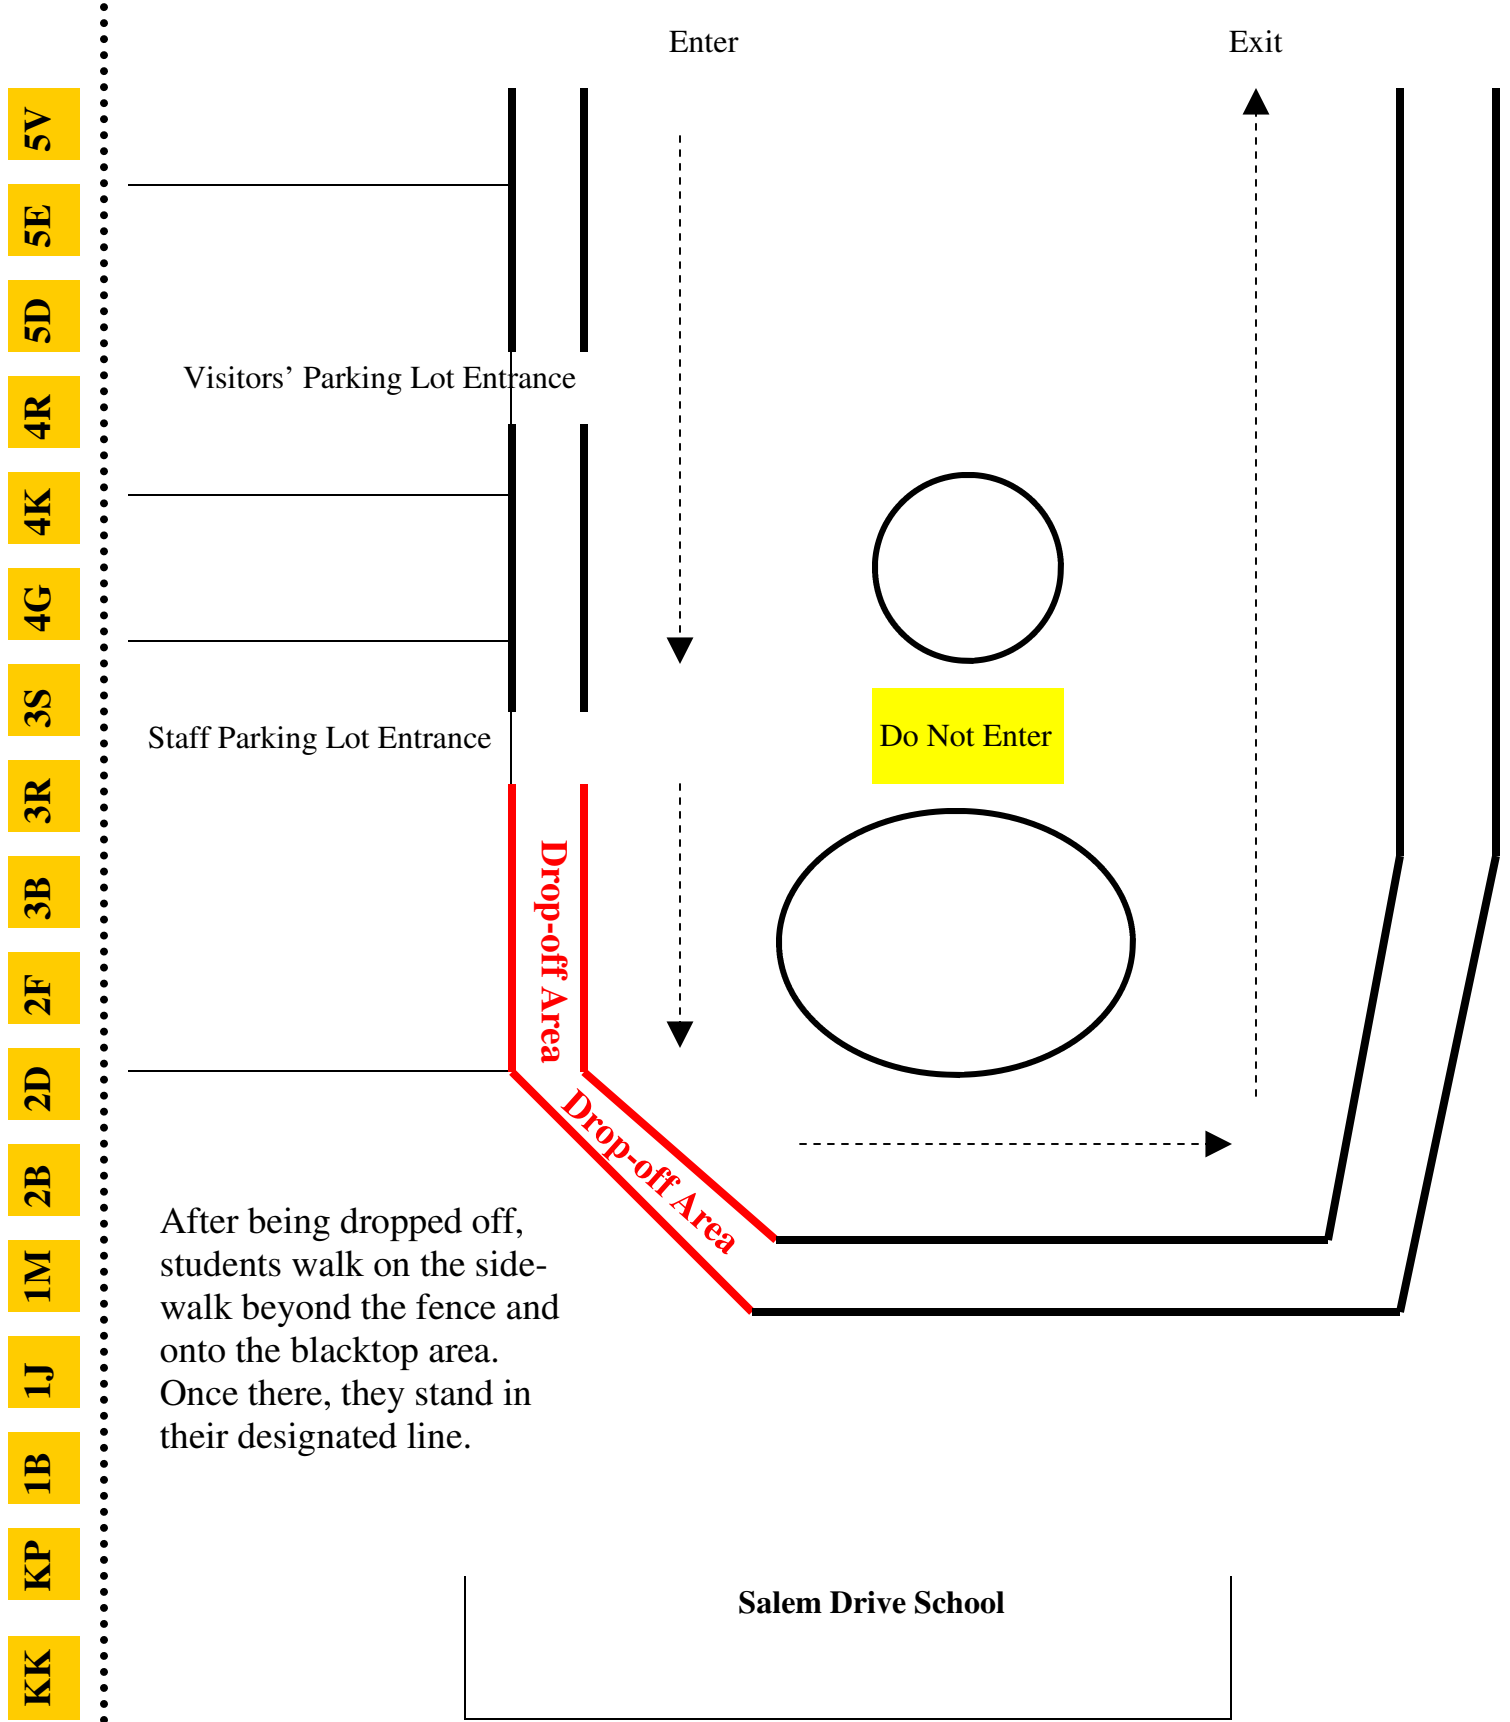 Enter
Exit
5V
5E
5D
Visitors’ Parking Lot Entrance
4R
4K
4G
3S
Staff Parking Lot Entrance
Do Not Enter
3R
3B
Drop-off Area
2F
2D
Drop-off Area
2B
After being dropped off,
students walk on the side-
walk beyond the fence and
onto the blacktop area.
Once there, they stand in
their designated line.
1M
1J
1B
KP
Salem Drive School
KK